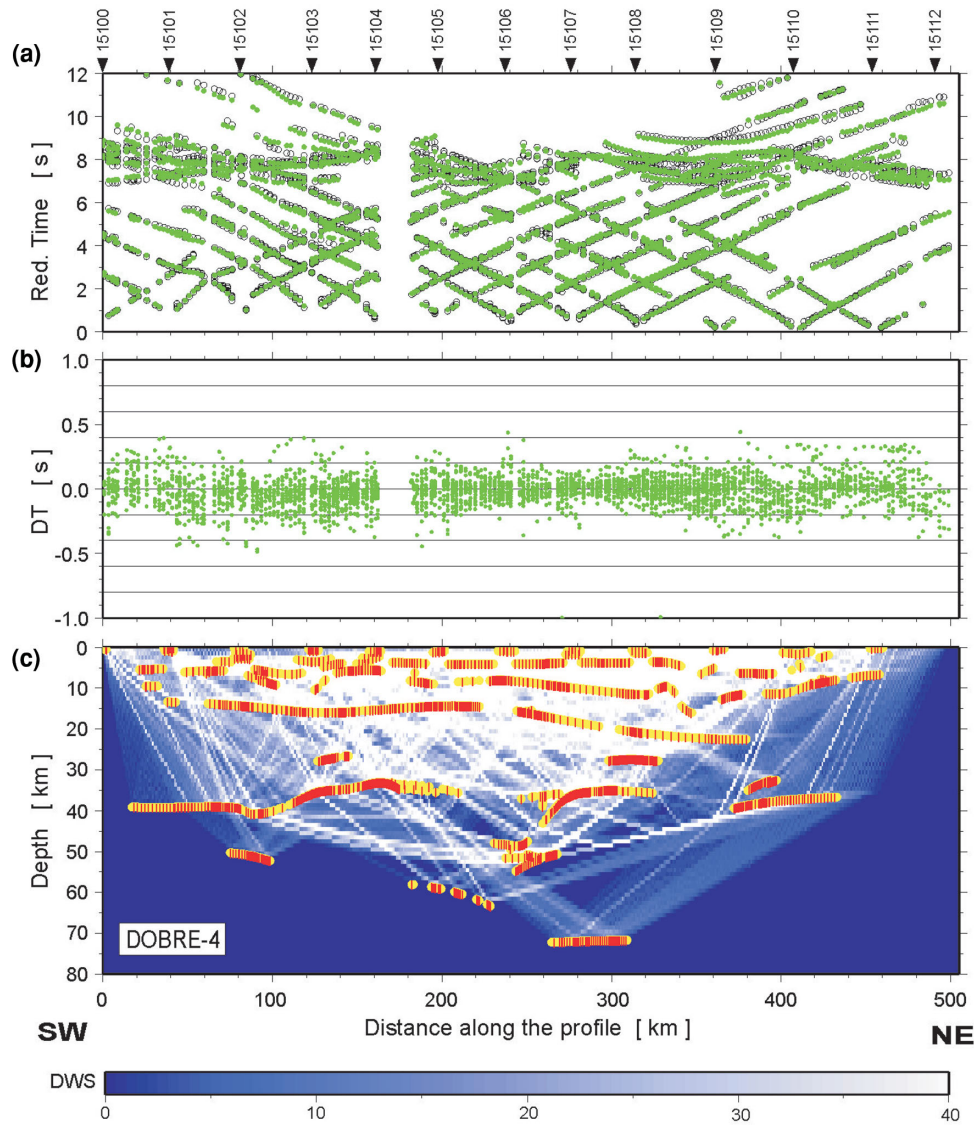 15100 15101 15102 15103 15104 15105 15106 15107 15108 15109 15110 15111 15112
(a)
12
10
8
6
4
2
0
Red. Time [ s ]
(b)
1.0
0.5
0.0
-0.5
-1.0
DT [ s ]
(c)
0
10
20
30
40
50
60
70
80
Depth [ km ]
DOBRE-4
0 100 200 300 400 500
SW Distance along the profile [ km ] NE
DWS
0 10 20 30 40